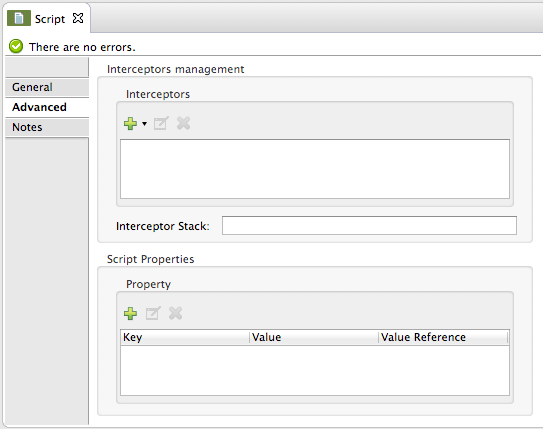 Script
There are no errors.
General
Advanced
Notes
Interceptors management
Interceptors
Interceptor Stack:
Script Properties
Property
Key Value Value Reference